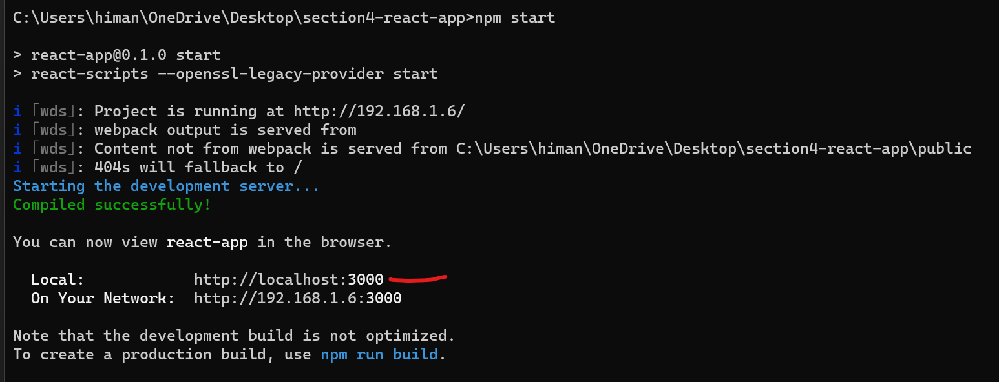 C:\Users\himan\OneDrive\Desktop\section4-react-app>npm start
> react-app@0.1.0 start
> react-scripts --openssl-legacy-provider start
i ｢wds｣: Project is running at http://192.168.1.6/
i ｢wds｣: webpack output is served from
i ｢wds｣: Content not from webpack is served from C:\Users\himan\OneDrive\Desktop\section4-react-app\public
i ｢wds｣: 404s will fallback to /
Starting the development server...
Compiled successfully!
You can now view react-app in the browser.
Local: http://localhost:3000
On Your Network: http://192.168.1.6:3000
Note that the development build is not optimized.
To create a production build, use npm run build.